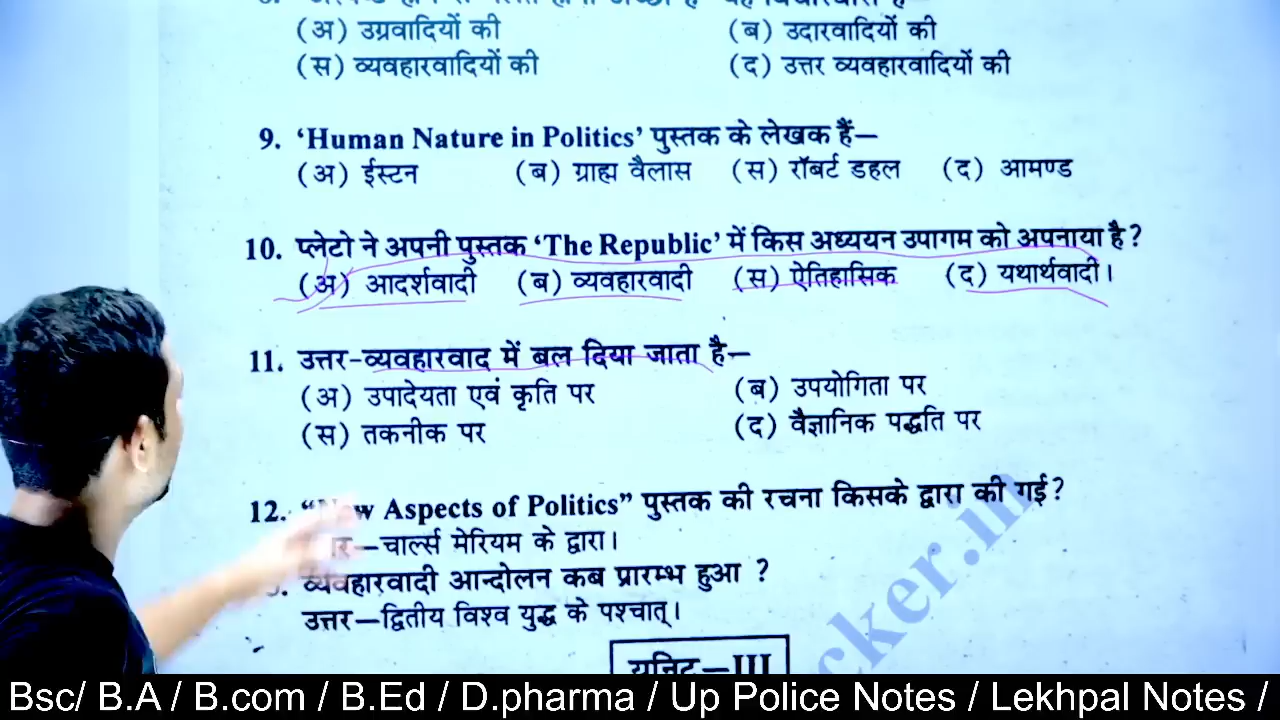 (अ) उग्रवादियों की (ब) उदारवादियों की
(स) व्यवहारवादियों की (द) उत्तर व्यवहारवादियों की
9. ‘Human Nature in Politics’ पुस्तक के लेखक हैं—
(अ) ईस्टन (ब) ग्राह्म वैलास (स) रॉबर्ट डहल (द) आमण्ड
10. प्लेटो ने अपनी पुस्तक ‘The Republic’ में किस अध्ययन उपागम को अपनाया है?
(अ) आदर्शवादी (ब) व्यवहारवादी (स) ऐतिहासिक (द) यथार्थवादी।
11. उत्तर-व्यवहारवाद में बल दिया जाता है—
(अ) उपादेयता एवं कृति पर (ब) उपयोगिता पर
(स) तकनीक पर (द) वैज्ञानिक पद्धति पर
12. Aspects of Politics” पुस्तक की रचना किसके द्वारा की गई?
—चार्ल्स मेरियम के द्वारा।
व्यवहारवादी आन्दोलन कब प्रारम्भ हुआ ?
उत्तर—द्वितीय विश्व युद्ध के पश्चात्।
यूनिट—III
cker.in
Bsc/ B.A / B.com / B.Ed / D.pharma / Up Police Notes / Lekhpal Notes /